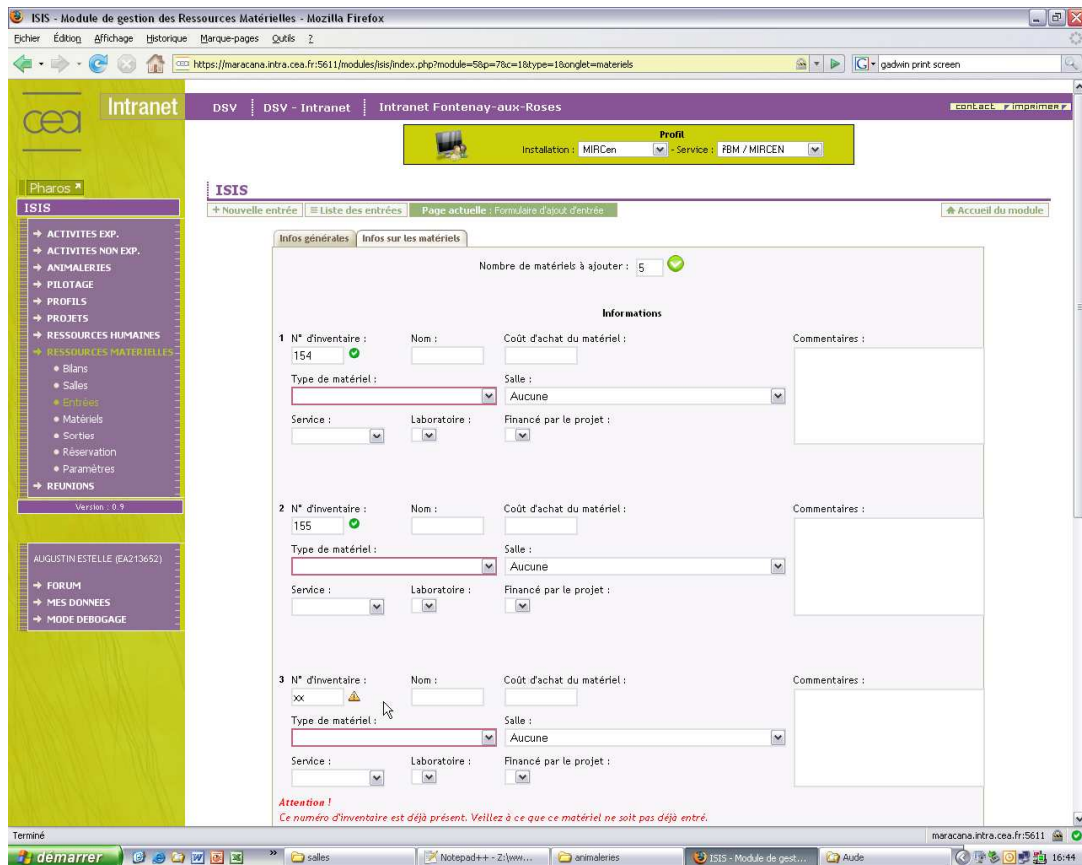 ISIS - Module de gestion des Ressources Matérielles - Mozilla Firefox
Fichier Édition Affichage Historique Marque-pages Outils ?
https://maracana.intra.cea.fr:5611/modules/isis/index.php?module=58&p=78&c=18&type=1&onglet=materiels
gadwin print screen
cea
Intranet
DSV DSV - Intranet Intranet Fontenay-aux-Roses
contact imprimer
Profil
Installation : MIRCen - Service : I²BM / MIRCEN
Pharos
ISIS
ISIS
+ Nouvelle entrée Liste des entrées Page actuelle : Formulaire d'ajout d'entrée Accueil du module
ACTIVITES EXP.
ACTIVITES NON EXP.
ANIMALERIES
PILOTAGE
PROFILS
PROJETS
RESSOURCES HUMAINES
RESSOURCES MATERIELLES
Bilans
Salles
Entrées
Matériels
Sorties
Réservation
Paramètres
REUNIONS
Version : 0.9
AUGUSTIN ESTELLE (EA213652)
FORUM
MES DONNEES
MODE DEBOGAGE
Infos générales Infos sur les matériels
Nombre de matériels à ajouter : 5
Informations
1 N° d'inventaire : Nom : Coût d'achat du matériel : Commentaires :
154
Type de matériel : Salle :
Aucune
Service : Laboratoire : Financé par le projet :
2 N° d'inventaire : Nom : Coût d'achat du matériel : Commentaires :
155
Type de matériel : Salle :
Aucune
Service : Laboratoire : Financé par le projet :
3 N° d'inventaire : Nom : Coût d'achat du matériel : Commentaires :
xx
Type de matériel : Salle :
Aucune
Service : Laboratoire : Financé par le projet :
Attention !
Ce numéro d'inventaire est déjà présent. Veillez à ce que ce matériel ne soit pas déjà entré.
Terminé
maracana.intra.cea.fr:5611
démarrer » salles Notepad++ - Z:\ww... animaleries ISIS - Module de gest... Aude 16:44